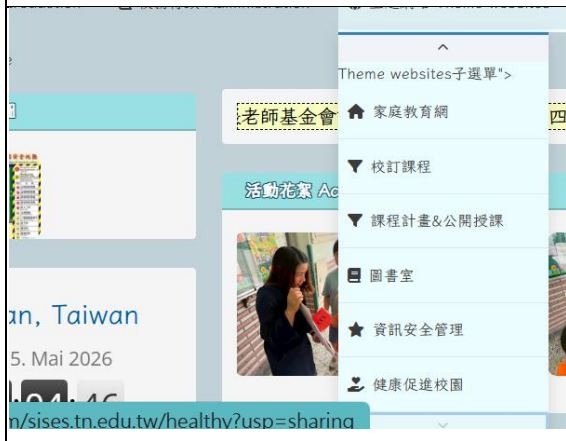 Theme websites子選單">
家庭教育網
老師基金會
四
校訂課程
活動花絮 Ac
課程計畫&公開授課
圖書室
an, Taiwan
資訊安全管理
5. Mai 2026
健康促進校園
04:46
m/sises.tn.edu.tw/healthy?usp=sharing